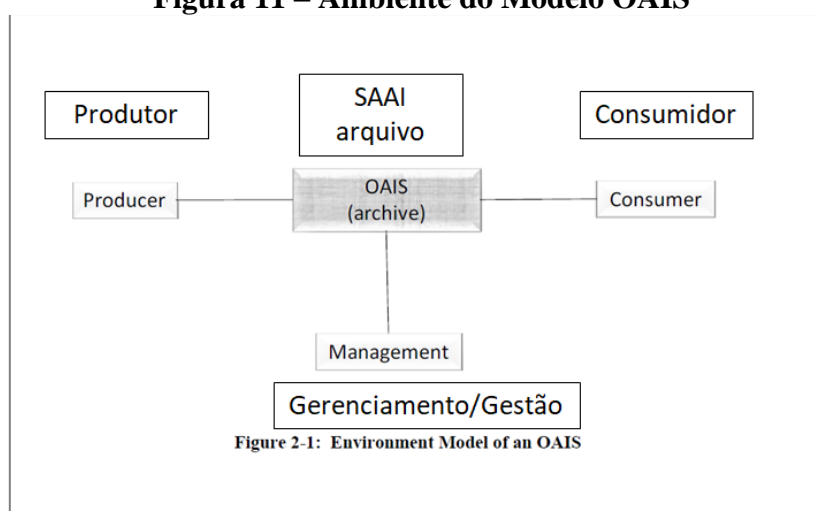 Figura 11 – Ambiente do Modelo OAIS
Produtor
SAAI
arquivo
Consumidor
Producer
OAIS
(archive)
Consumer
Management
Gerenciamento/Gestão
Figure 2-1: Environment Model of an OAIS